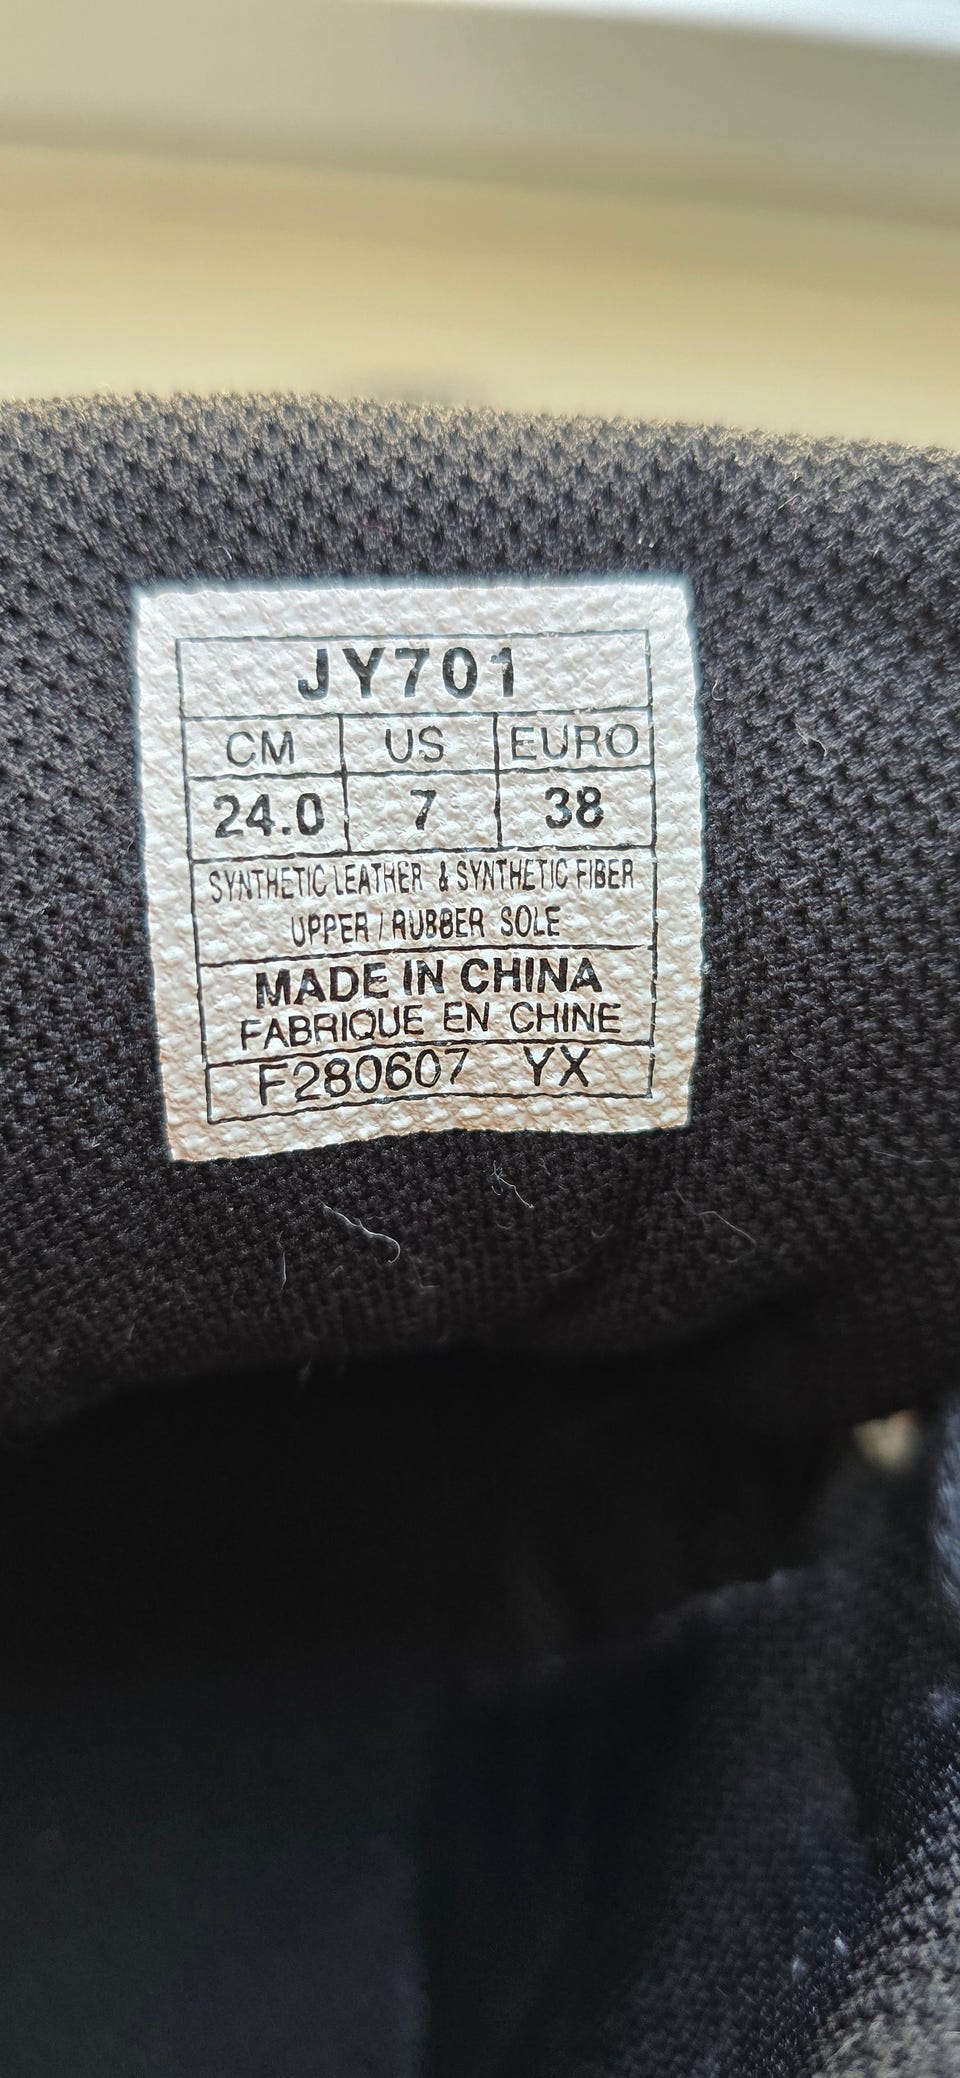 JY701
CM US EURO
24.0 7 38
SYNTHETIC LEATHER & SYNTHETIC FIBER
UPPER / RUBBER SOLE
MADE IN CHINA
FABRIQUE EN CHINE
F280607 YX